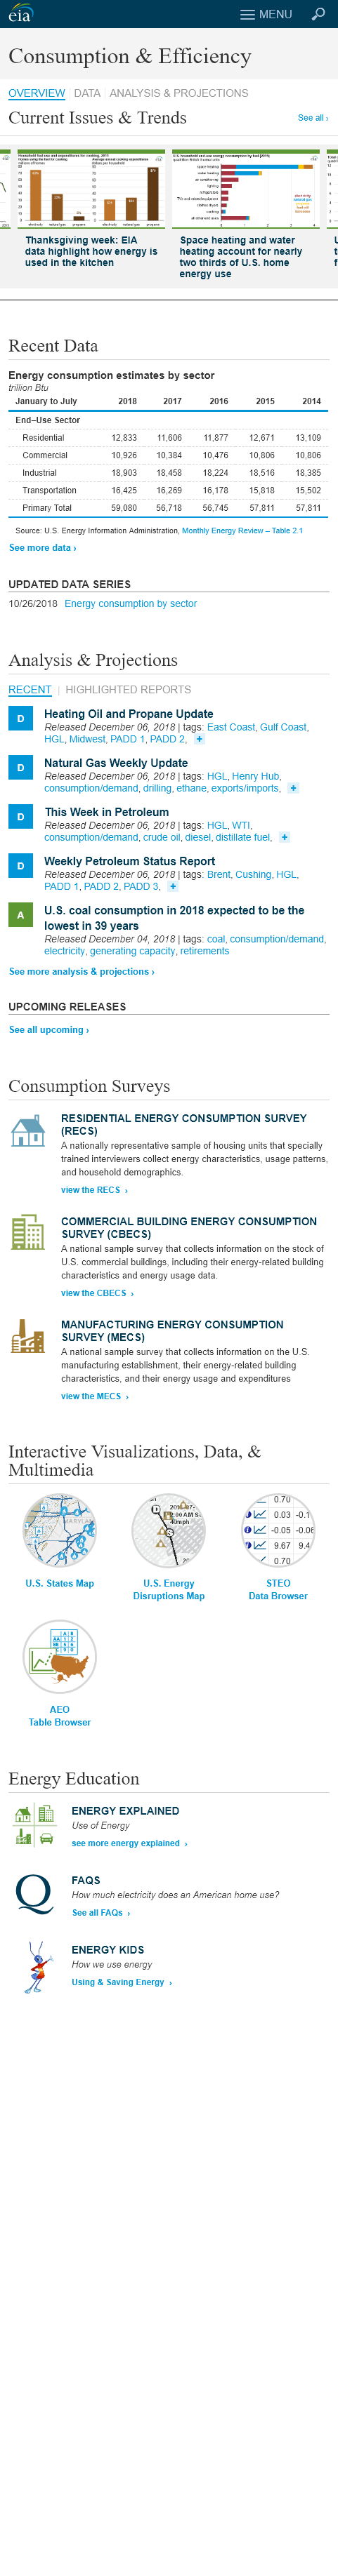 eia
MENU
Consumption & Efficiency
OVERVIEW DATA ANALYSIS & PROJECTIONS
Current Issues & Trends
See all ›
Thanksgiving week: EIA
data highlight how energy is
used in the kitchen
Space heating and water
heating account for nearly
two thirds of U.S. home
energy use
Recent Data
Energy consumption estimates by sector
trillion Btu
January to July 2018 2017 2016 2015 2014
End–Use Sector
Residential 12,833 11,606 11,877 12,671 13,109
Commercial 10,926 10,384 10,476 10,806 10,806
Industrial 18,903 18,458 18,224 18,516 18,385
Transportation 16,425 16,269 16,178 15,818 15,502
Primary Total 59,080 56,718 56,745 57,811 57,811
Source: U.S. Energy Information Administration, Monthly Energy Review – Table 2.1
See more data ›
UPDATED DATA SERIES
10/26/2018 Energy consumption by sector
Analysis & Projections
RECENT | HIGHLIGHTED REPORTS
D Heating Oil and Propane Update
Released December 06, 2018 | tags: East Coast, Gulf Coast,
HGL, Midwest, PADD 1, PADD 2, +
D Natural Gas Weekly Update
Released December 06, 2018 | tags: HGL, Henry Hub,
consumption/demand, drilling, ethane, exports/imports, +
D This Week in Petroleum
Released December 06, 2018 | tags: HGL, WTI,
consumption/demand, crude oil, diesel, distillate fuel, +
D Weekly Petroleum Status Report
Released December 06, 2018 | tags: Brent, Cushing, HGL,
PADD 1, PADD 2, PADD 3, +
A U.S. coal consumption in 2018 expected to be the
lowest in 39 years
Released December 04, 2018 | tags: coal, consumption/demand,
electricity, generating capacity, retirements
See more analysis & projections ›
UPCOMING RELEASES
See all upcoming ›
Consumption Surveys
RESIDENTIAL ENERGY CONSUMPTION SURVEY
(RECS)
A nationally representative sample of housing units that specially
trained interviewers collect energy characteristics, usage patterns,
and household demographics.
view the RECS ›
COMMERCIAL BUILDING ENERGY CONSUMPTION
SURVEY (CBECS)
A national sample survey that collects information on the stock of
U.S. commercial buildings, including their energy-related building
characteristics and energy usage data.
view the CBECS ›
MANUFACTURING ENERGY CONSUMPTION
SURVEY (MECS)
A national sample survey that collects information on the U.S.
manufacturing establishment, their energy-related building
characteristics, and their energy usage and expenditures
view the MECS ›
Interactive Visualizations, Data, &
Multimedia
0.70
0.03 -0.1
-0.05 -0.06
9.67 9.4
0.70
U.S. States Map
U.S. Energy
Disruptions Map
STEO
Data Browser
AEO
Table Browser
Energy Education
ENERGY EXPLAINED
Use of Energy
see more energy explained ›
Q
FAQS
How much electricity does an American home use?
See all FAQs ›
ENERGY KIDS
How we use energy
Using & Saving Energy ›